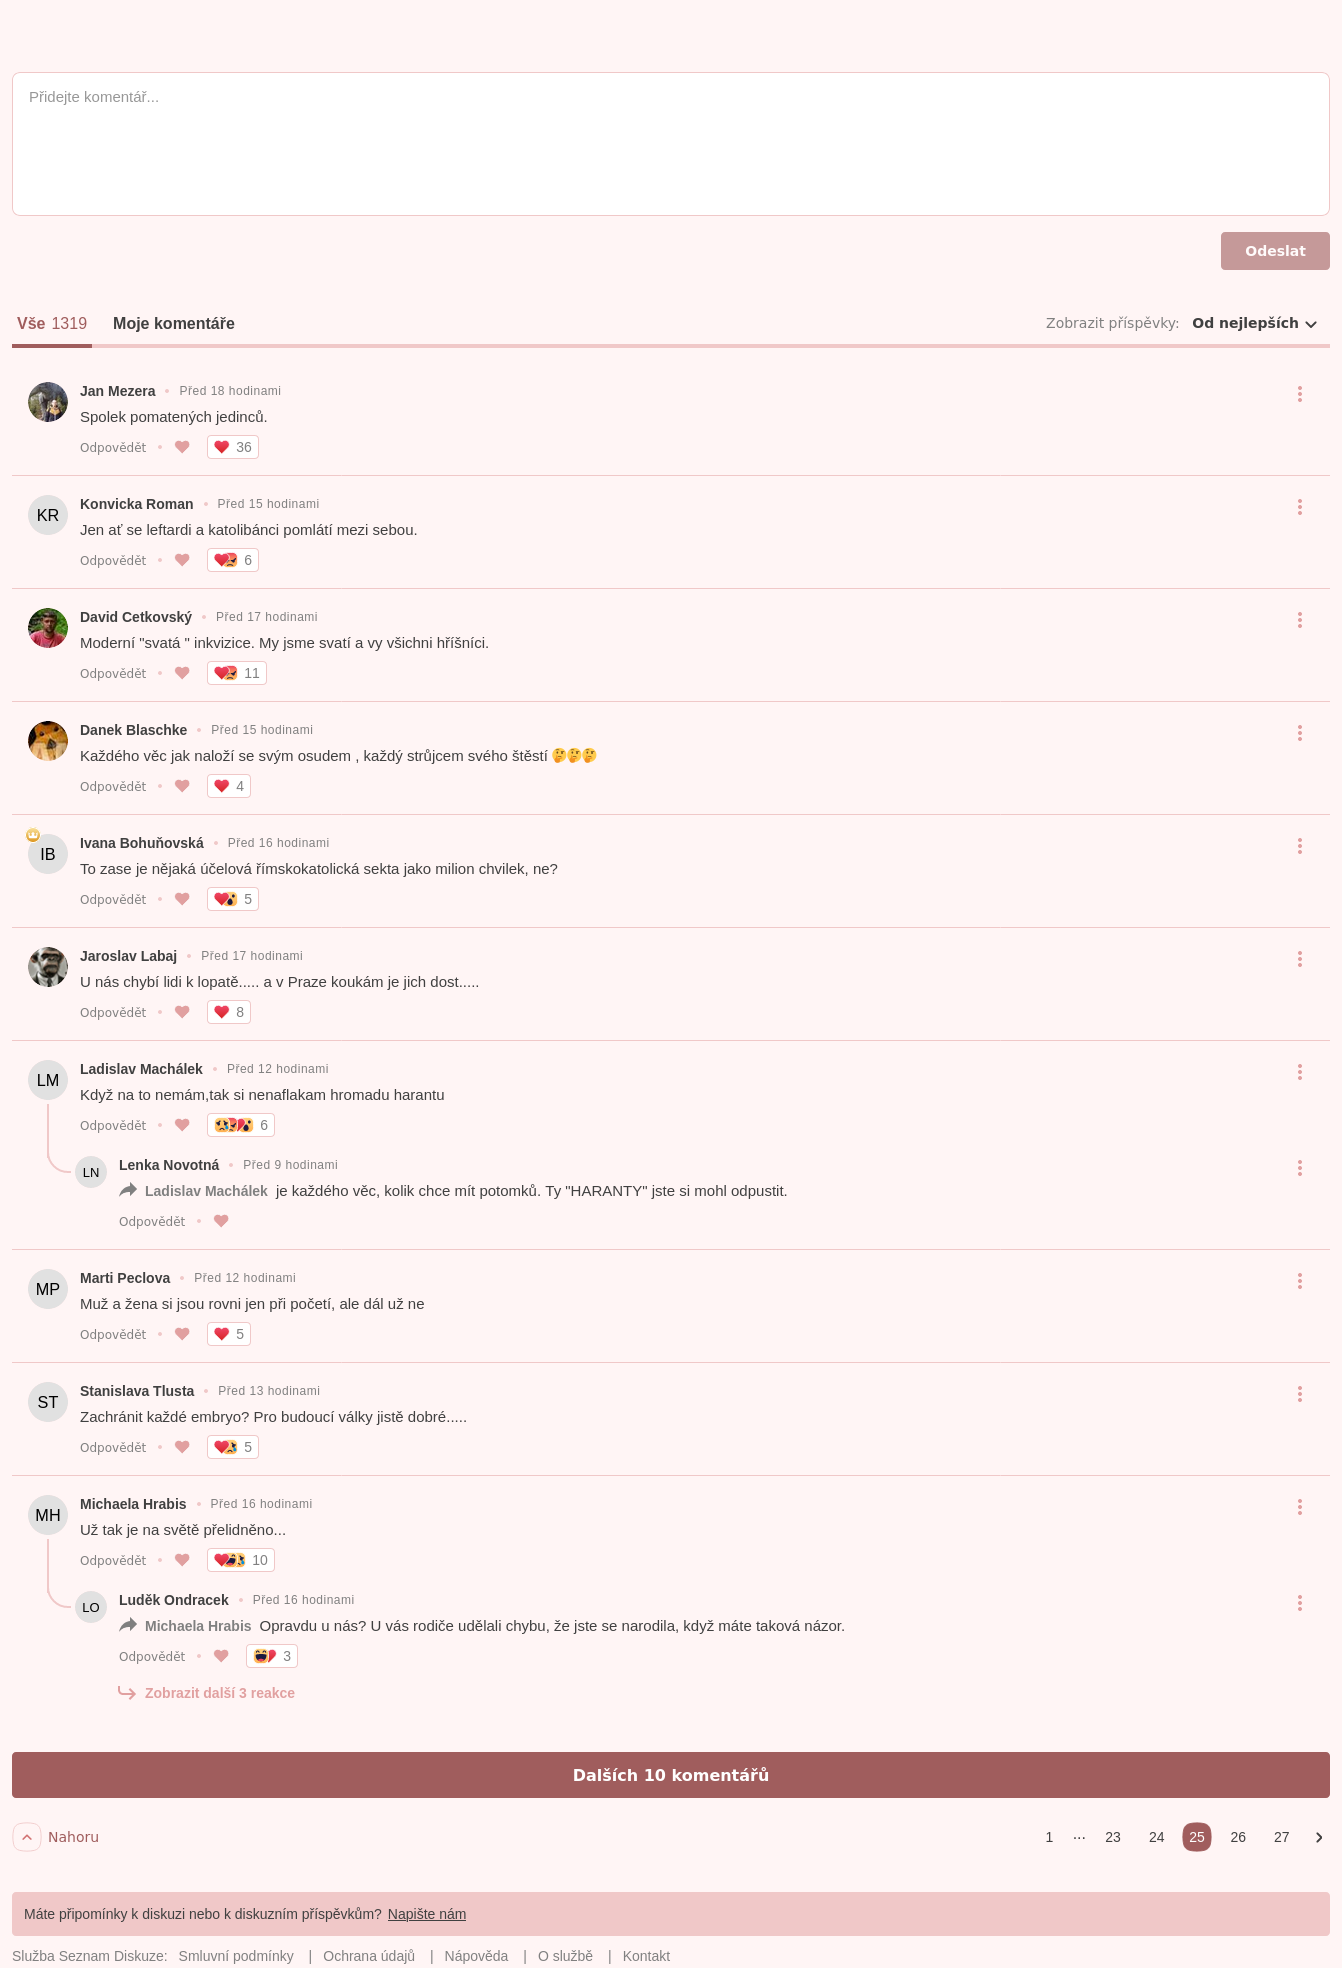 Přidejte komentář...
Odeslat
Vše 1319 Moje komentáře Zobrazit příspěvky: Od nejlepších
Jan Mezera • Před 18 hodinami
Spolek pomatených jedinců.
Odpovědět • 36
KR Konvicka Roman • Před 15 hodinami
Jen ať se leftardi a katolibánci pomlátí mezi sebou.
Odpovědět • 6
David Cetkovský • Před 17 hodinami
Moderní "svatá " inkvizice. My jsme svatí a vy všichni hříšníci.
Odpovědět • 11
Danek Blaschke • Před 15 hodinami
Každého věc jak naloží se svým osudem , každý strůjcem svého štěstí 🤔🤔🤔
Odpovědět • 4
IB Ivana Bohuňovská • Před 16 hodinami
To zase je nějaká účelová římskokatolická sekta jako milion chvilek, ne?
Odpovědět • 5
Jaroslav Labaj • Před 17 hodinami
U nás chybí lidi k lopatě..... a v Praze koukám je jich dost.....
Odpovědět • 8
LM Ladislav Machálek • Před 12 hodinami
Když na to nemám,tak si nenaflakam hromadu harantu
Odpovědět • 6
LN Lenka Novotná • Před 9 hodinami
Ladislav Machálek je každého věc, kolik chce mít potomků. Ty "HARANTY" jste si mohl odpustit.
Odpovědět •
MP Marti Peclova • Před 12 hodinami
Muž a žena si jsou rovni jen při početí, ale dál už ne
Odpovědět • 5
ST Stanislava Tlusta • Před 13 hodinami
Zachránit každé embryo? Pro budoucí války jistě dobré.....
Odpovědět • 5
MH Michaela Hrabis • Před 16 hodinami
Už tak je na světě přelidněno...
Odpovědět • 10
LO Luděk Ondracek • Před 16 hodinami
Michaela Hrabis Opravdu u nás? U vás rodiče udělali chybu, že jste se narodila, když máte taková názor.
Odpovědět • 3
Zobrazit další 3 reakce
Dalších 10 komentářů
Nahoru 1 ... 23 24 25 26 27
Máte připomínky k diskuzi nebo k diskuzním příspěvkům? Napište nám
Služba Seznam Diskuze: Smluvní podmínky | Ochrana údajů | Nápověda | O službě | Kontakt